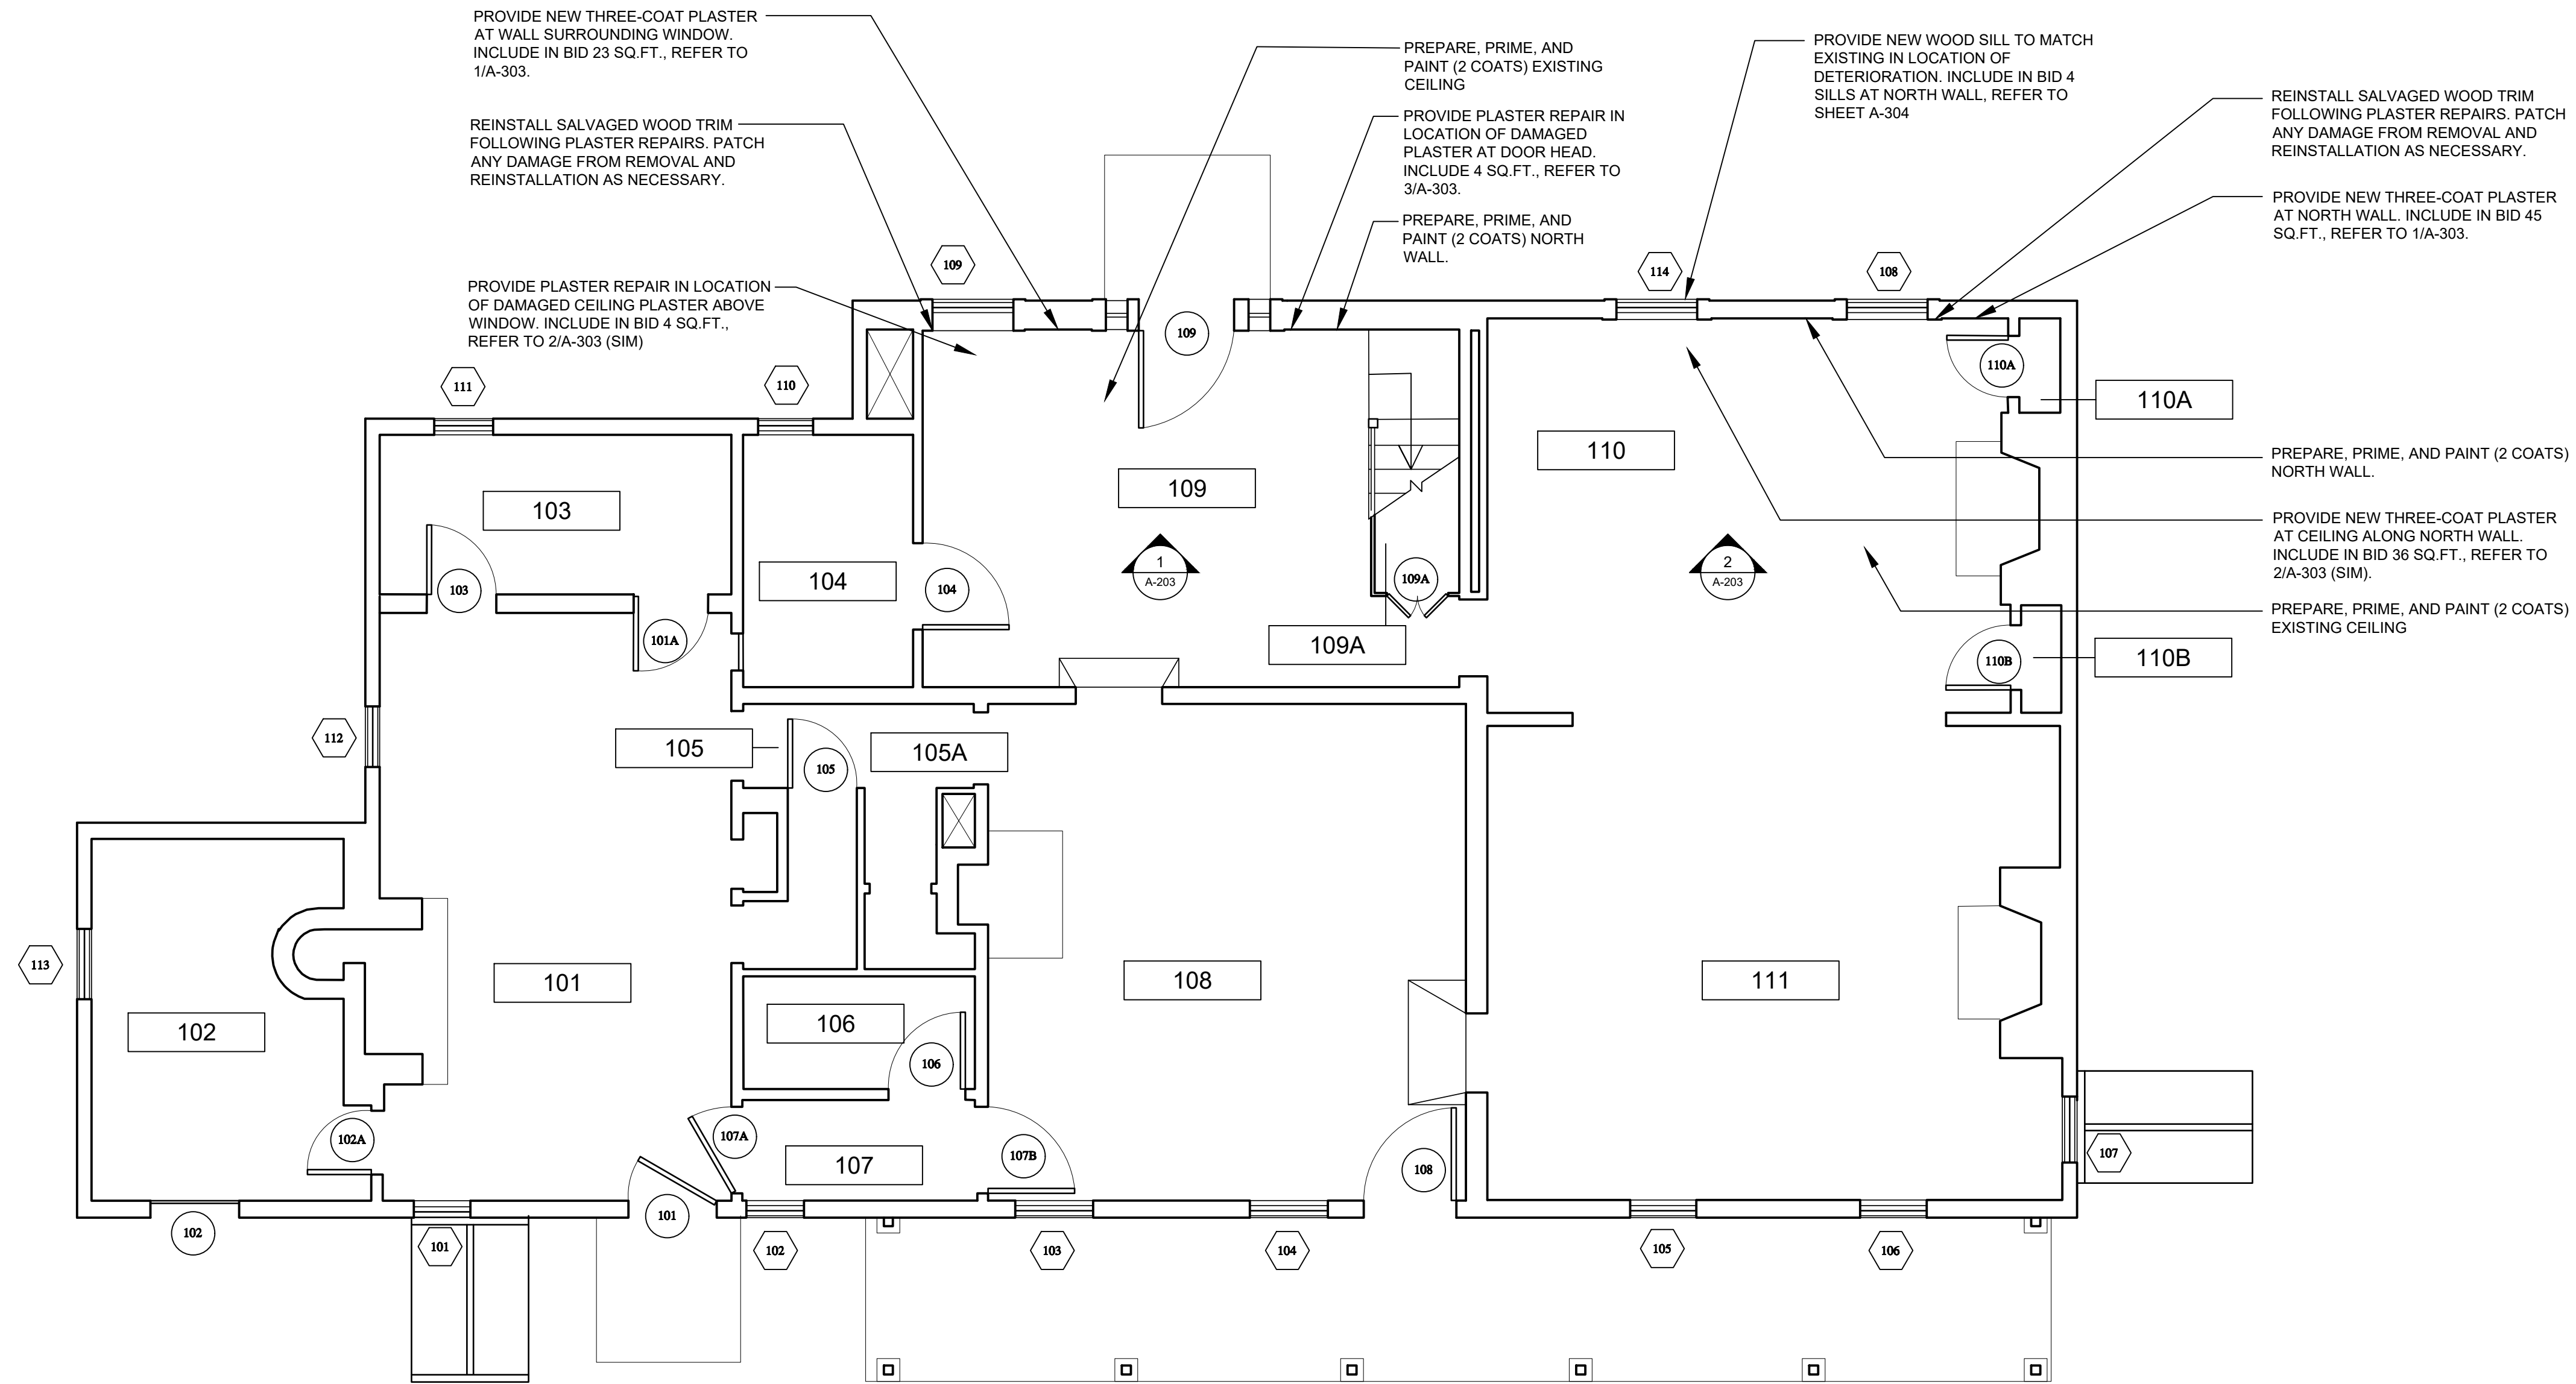 PROVIDE NEW THREE-COAT PLASTER
AT WALL SURROUNDING WINDOW.
INCLUDE IN BID 23 SQ.FT., REFER TO
1/A-303.
REINSTALL SALVAGED WOOD TRIM
FOLLOWING PLASTER REPAIRS. PATCH
ANY DAMAGE FROM REMOVAL AND
REINSTALLATION AS NECESSARY.
PROVIDE PLASTER REPAIR IN LOCATION
OF DAMAGED CEILING PLASTER ABOVE
WINDOW. INCLUDE IN BID 4 SQ.FT.,
REFER TO 2/A-303 (SIM)
PREPARE, PRIME, AND
PAINT (2 COATS) EXISTING
CEILING
PROVIDE PLASTER REPAIR IN
LOCATION OF DAMAGED
PLASTER AT DOOR HEAD.
INCLUDE 4 SQ.FT., REFER TO
3/A-303.
PREPARE, PRIME, AND
PAINT (2 COATS) NORTH
WALL.
PROVIDE NEW WOOD SILL TO MATCH
EXISTING IN LOCATION OF
DETERIORATION. INCLUDE IN BID 4
SILLS AT NORTH WALL, REFER TO
SHEET A-304
REINSTALL SALVAGED WOOD TRIM
FOLLOWING PLASTER REPAIRS. PATCH
ANY DAMAGE FROM REMOVAL AND
REINSTALLATION AS NECESSARY.
PROVIDE NEW THREE-COAT PLASTER
AT NORTH WALL. INCLUDE IN BID 45
SQ.FT., REFER TO 1/A-303.
PREPARE, PRIME, AND PAINT (2 COATS)
NORTH WALL.
PROVIDE NEW THREE-COAT PLASTER
AT CEILING ALONG NORTH WALL.
INCLUDE IN BID 36 SQ.FT., REFER TO
2/A-303 (SIM).
PREPARE, PRIME, AND PAINT (2 COATS)
EXISTING CEILING
109
114
108
109
110A
111
110
110A
110
109
103
104
103
104
1
A-203
2
A-203
109A
101A
109A
110B
110B
112
105
105
105A
113
101
108
111
102
106
106
102A
107A
107
107B
108
107
102
101
101
102
103
104
105
106